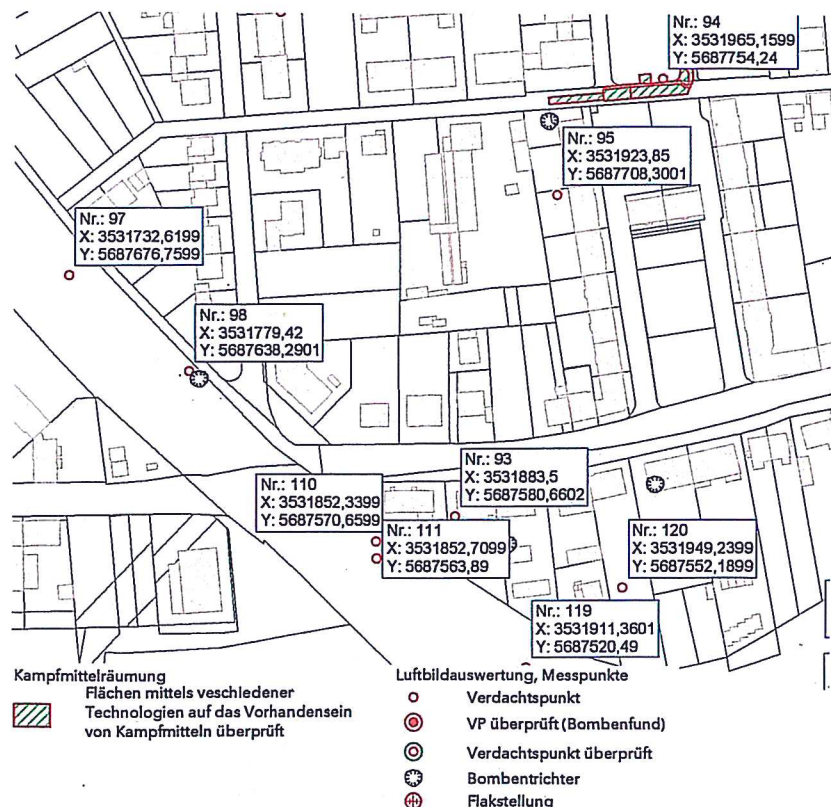 Nr.: 94
X: 3531965,1599
Y: 5687754,24
Nr.: 95
X: 3531923,85
Y: 5687708,3001
Nr.: 97
X: 3531732,6199
Y: 5687676,7599
Nr.: 98
X: 3531779,42
Y: 5687638,2901
Nr.: 93
X: 3531883,5
Y: 5687580,6602
Nr.: 110
X: 3531852,3399
Y: 5687570,6599
Nr.: 111
X: 3531852,7099
Y: 5687563,89
Nr.: 120
X: 3531949,2399
Y: 5687552,1899
Nr.: 119
X: 3531911,3601
Y: 5687520,49
Kampfmittelräumung
Flächen mittels veschiedener
Technologien auf das Vorhandensein
von Kampfmitteln überprüft
Luftbildauswertung, Messpunkte
Verdachtspunkt
VP überprüft (Bombenfund)
Verdachtspunkt überprüft
Bombentrichter
Flakstellung